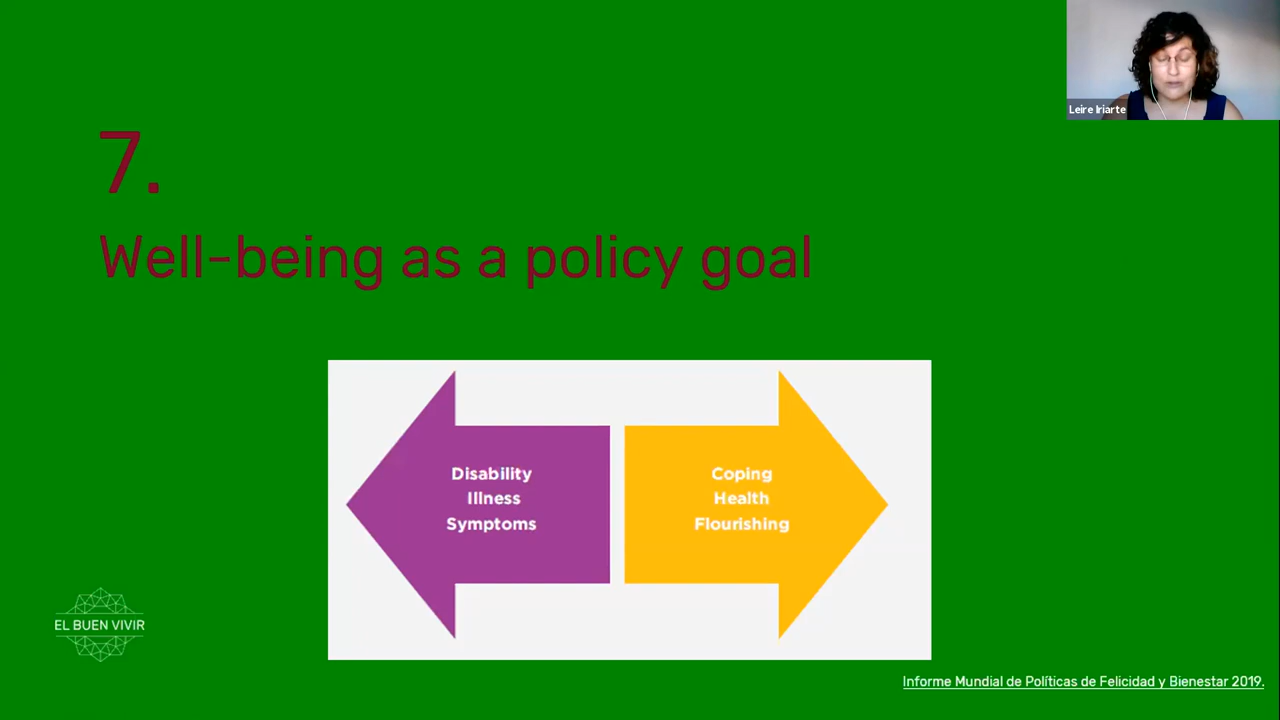 Leire Iriarte
7.
Well-being as a policy goal
Disability
Illness
Symptoms
Coping
Health
Flourishing
EL BUEN VIVIR
Informe Mundial de Políticas de Felicidad y Bienestar 2019.